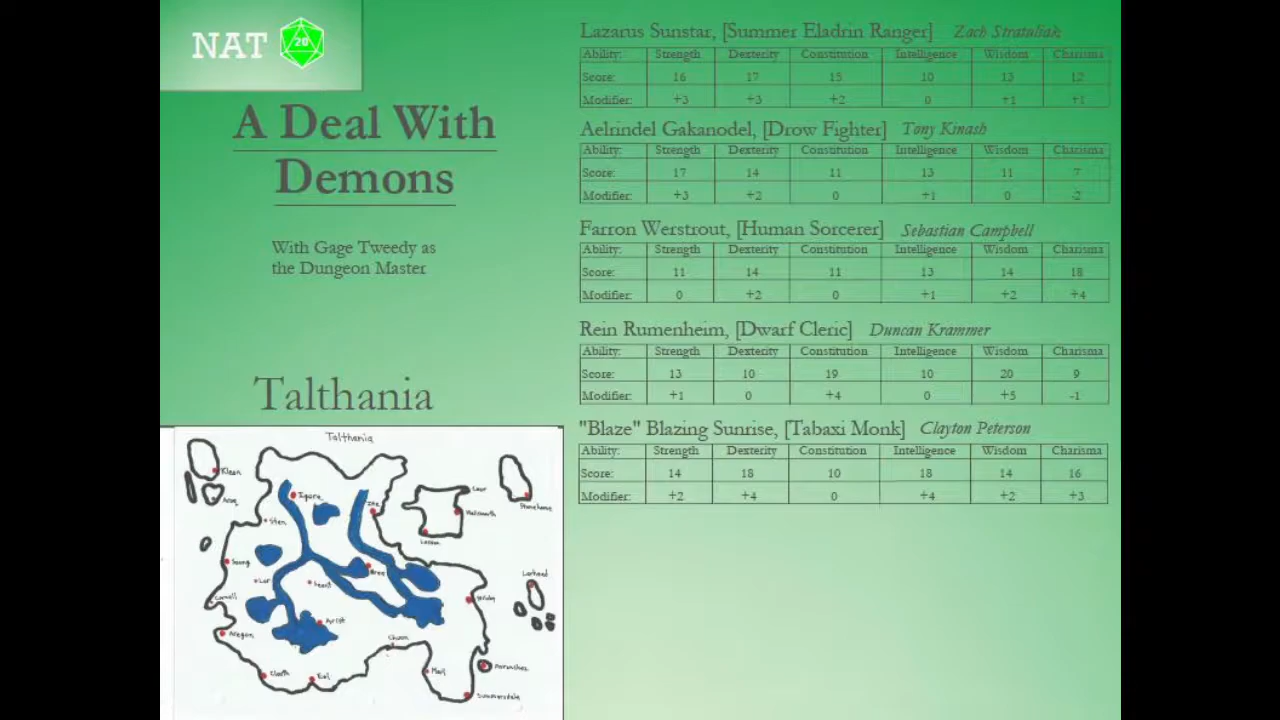 NAT 20
A Deal With
Demons
With Gage Tweedy as
the Dungeon Master
Talthania
Lazarus Sunstar, [Summer Eladrin Ranger] Zach Stratuliak
Ability: Strength Dexterity Constitution Intelligence Wisdom Charisma
Score: 16 17 15 10 13 12
Modifier: +3 +3 +2 0 +1 +1
Aelrindel Gakanodel, [Drow Fighter] Tony Kinash
Ability: Strength Dexterity Constitution Intelligence Wisdom Charisma
Score: 17 14 11 13 11 7
Modifier: +3 +2 0 +1 0 -2
Farron Werstrout, [Human Sorcerer] Sebastian Campbell
Ability: Strength Dexterity Constitution Intelligence Wisdom Charisma
Score: 11 14 11 13 14 18
Modifier: 0 +2 0 +1 +2 +4
Rein Rumenheim, [Dwarf Cleric] Duncan Krammer
Ability: Strength Dexterity Constitution Intelligence Wisdom Charisma
Score: 13 10 19 10 20 9
Modifier: +1 0 +4 0 +5 -1
"Blaze" Blazing Sunrise, [Tabaxi Monk] Clayton Peterson
Ability: Strength Dexterity Constitution Intelligence Wisdom Charisma
Score: 14 18 10 18 14 16
Modifier: +2 +4 0 +4 +2 +3
Talthania
Kleen
Sten
Lor
Aregon
Mail